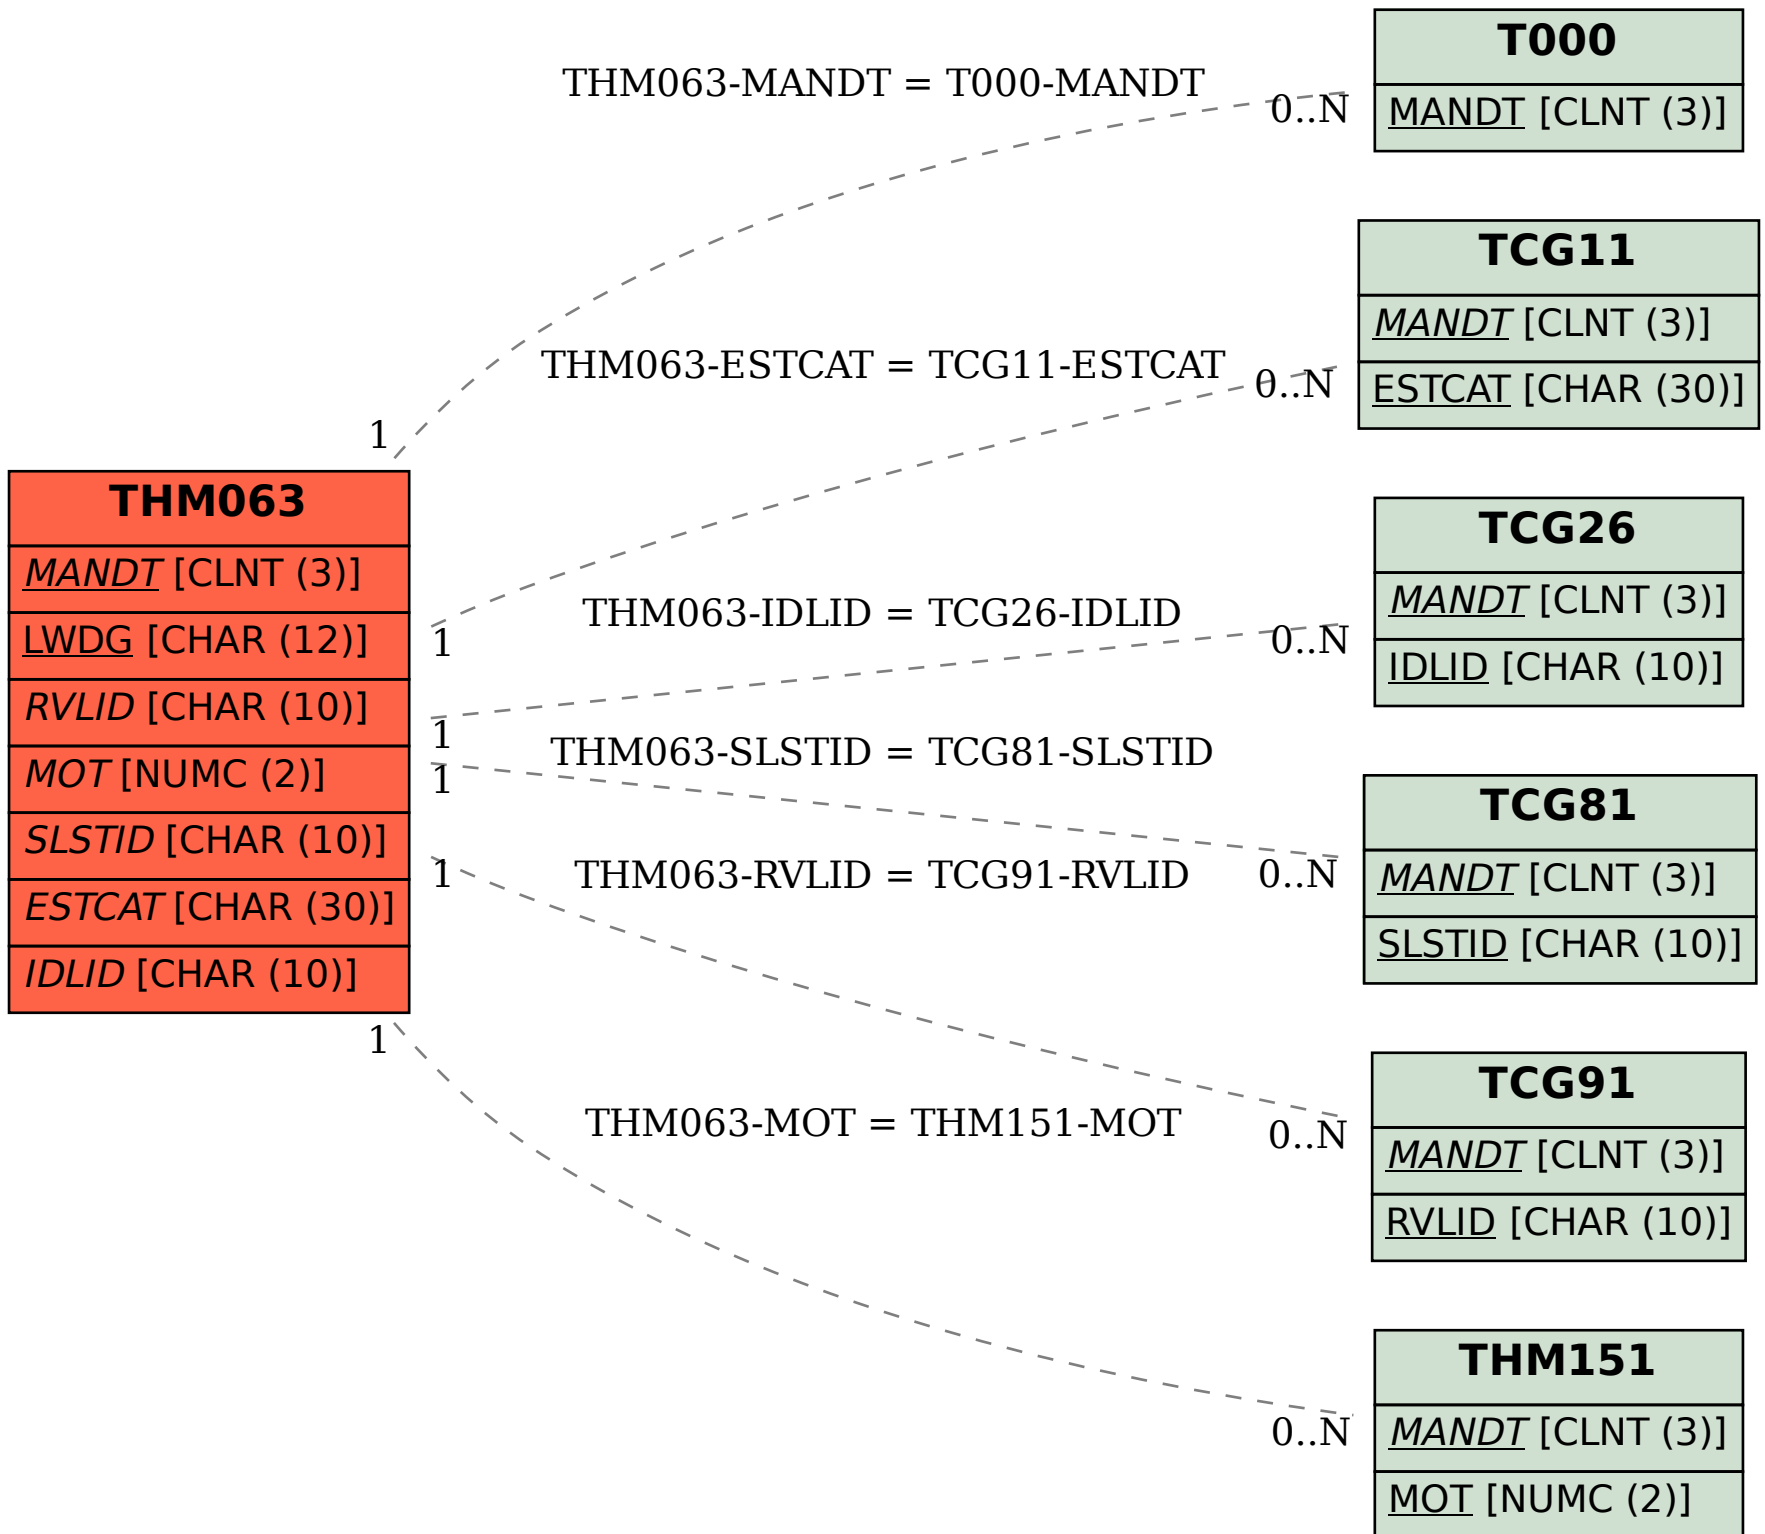 THM063
MANDT [CLNT (3)]
LWDG [CHAR (12)]
RVLID [CHAR (10)]
MOT [NUMC (2)]
SLSTID [CHAR (10)]
ESTCAT [CHAR (30)]
IDLID [CHAR (10)]
THM063-MANDT = T000-MANDT
1
0..N
THM063-ESTCAT = TCG11-ESTCAT
1
0..N
THM063-IDLID = TCG26-IDLID
1
0..N
THM063-SLSTID = TCG81-SLSTID
1
0..N
THM063-RVLID = TCG91-RVLID
1
0..N
THM063-MOT = THM151-MOT
1
0..N
T000
MANDT [CLNT (3)]
TCG11
MANDT [CLNT (3)]
ESTCAT [CHAR (30)]
TCG26
MANDT [CLNT (3)]
IDLID [CHAR (10)]
TCG81
MANDT [CLNT (3)]
SLSTID [CHAR (10)]
TCG91
MANDT [CLNT (3)]
RVLID [CHAR (10)]
THM151
MANDT [CLNT (3)]
MOT [NUMC (2)]